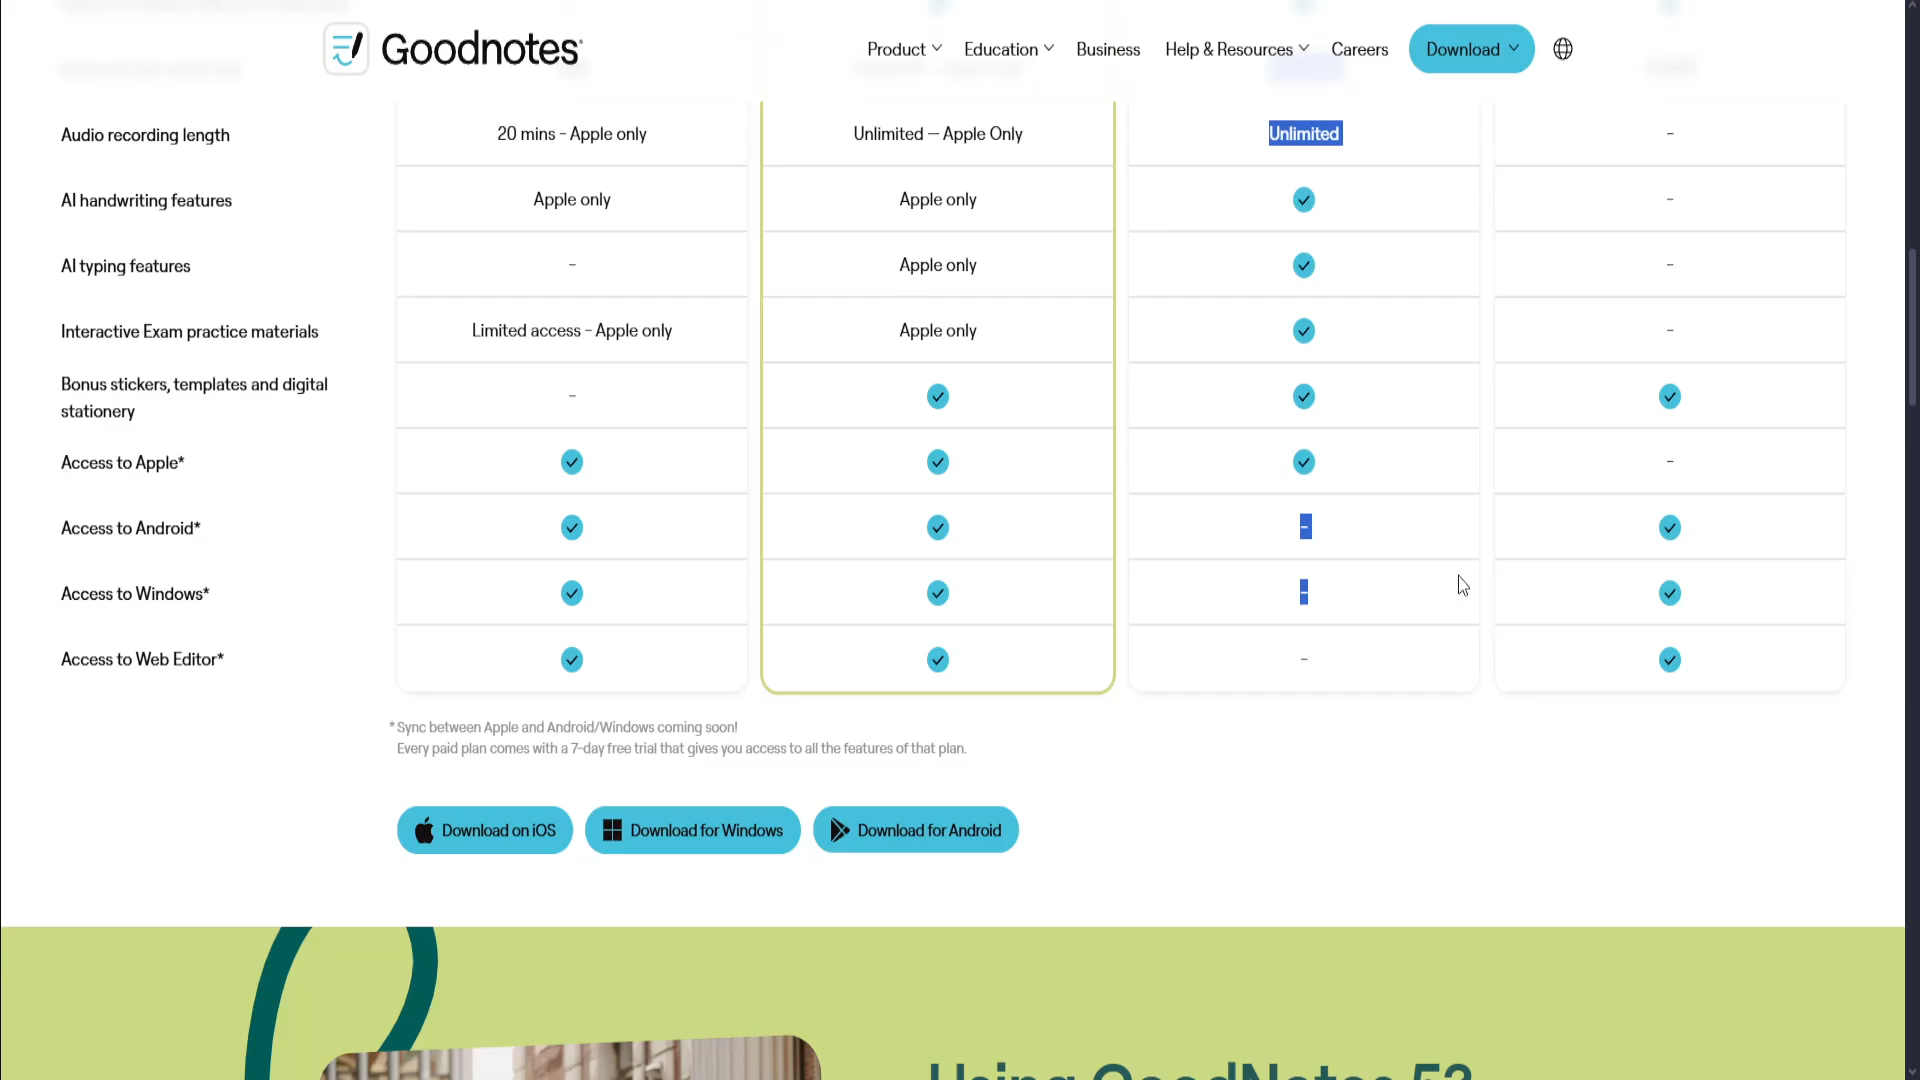 Goodnotes
Product Education Business Help & Resources Careers Download
Audio recording length 20 mins - Apple only Unlimited – Apple Only Unlimited -
AI handwriting features Apple only Apple only -
AI typing features - Apple only -
Interactive Exam practice materials Limited access - Apple only Apple only -
Bonus stickers, templates and digital
stationery -
Access to Apple* -
Access to Android* -
Access to Windows* -
Access to Web Editor* -
* Sync between Apple and Android/Windows coming soon!
Every paid plan comes with a 7-day free trial that gives you access to all the features of that plan.
Download on iOS Download for Windows Download for Android
Using GoodNotes 5?